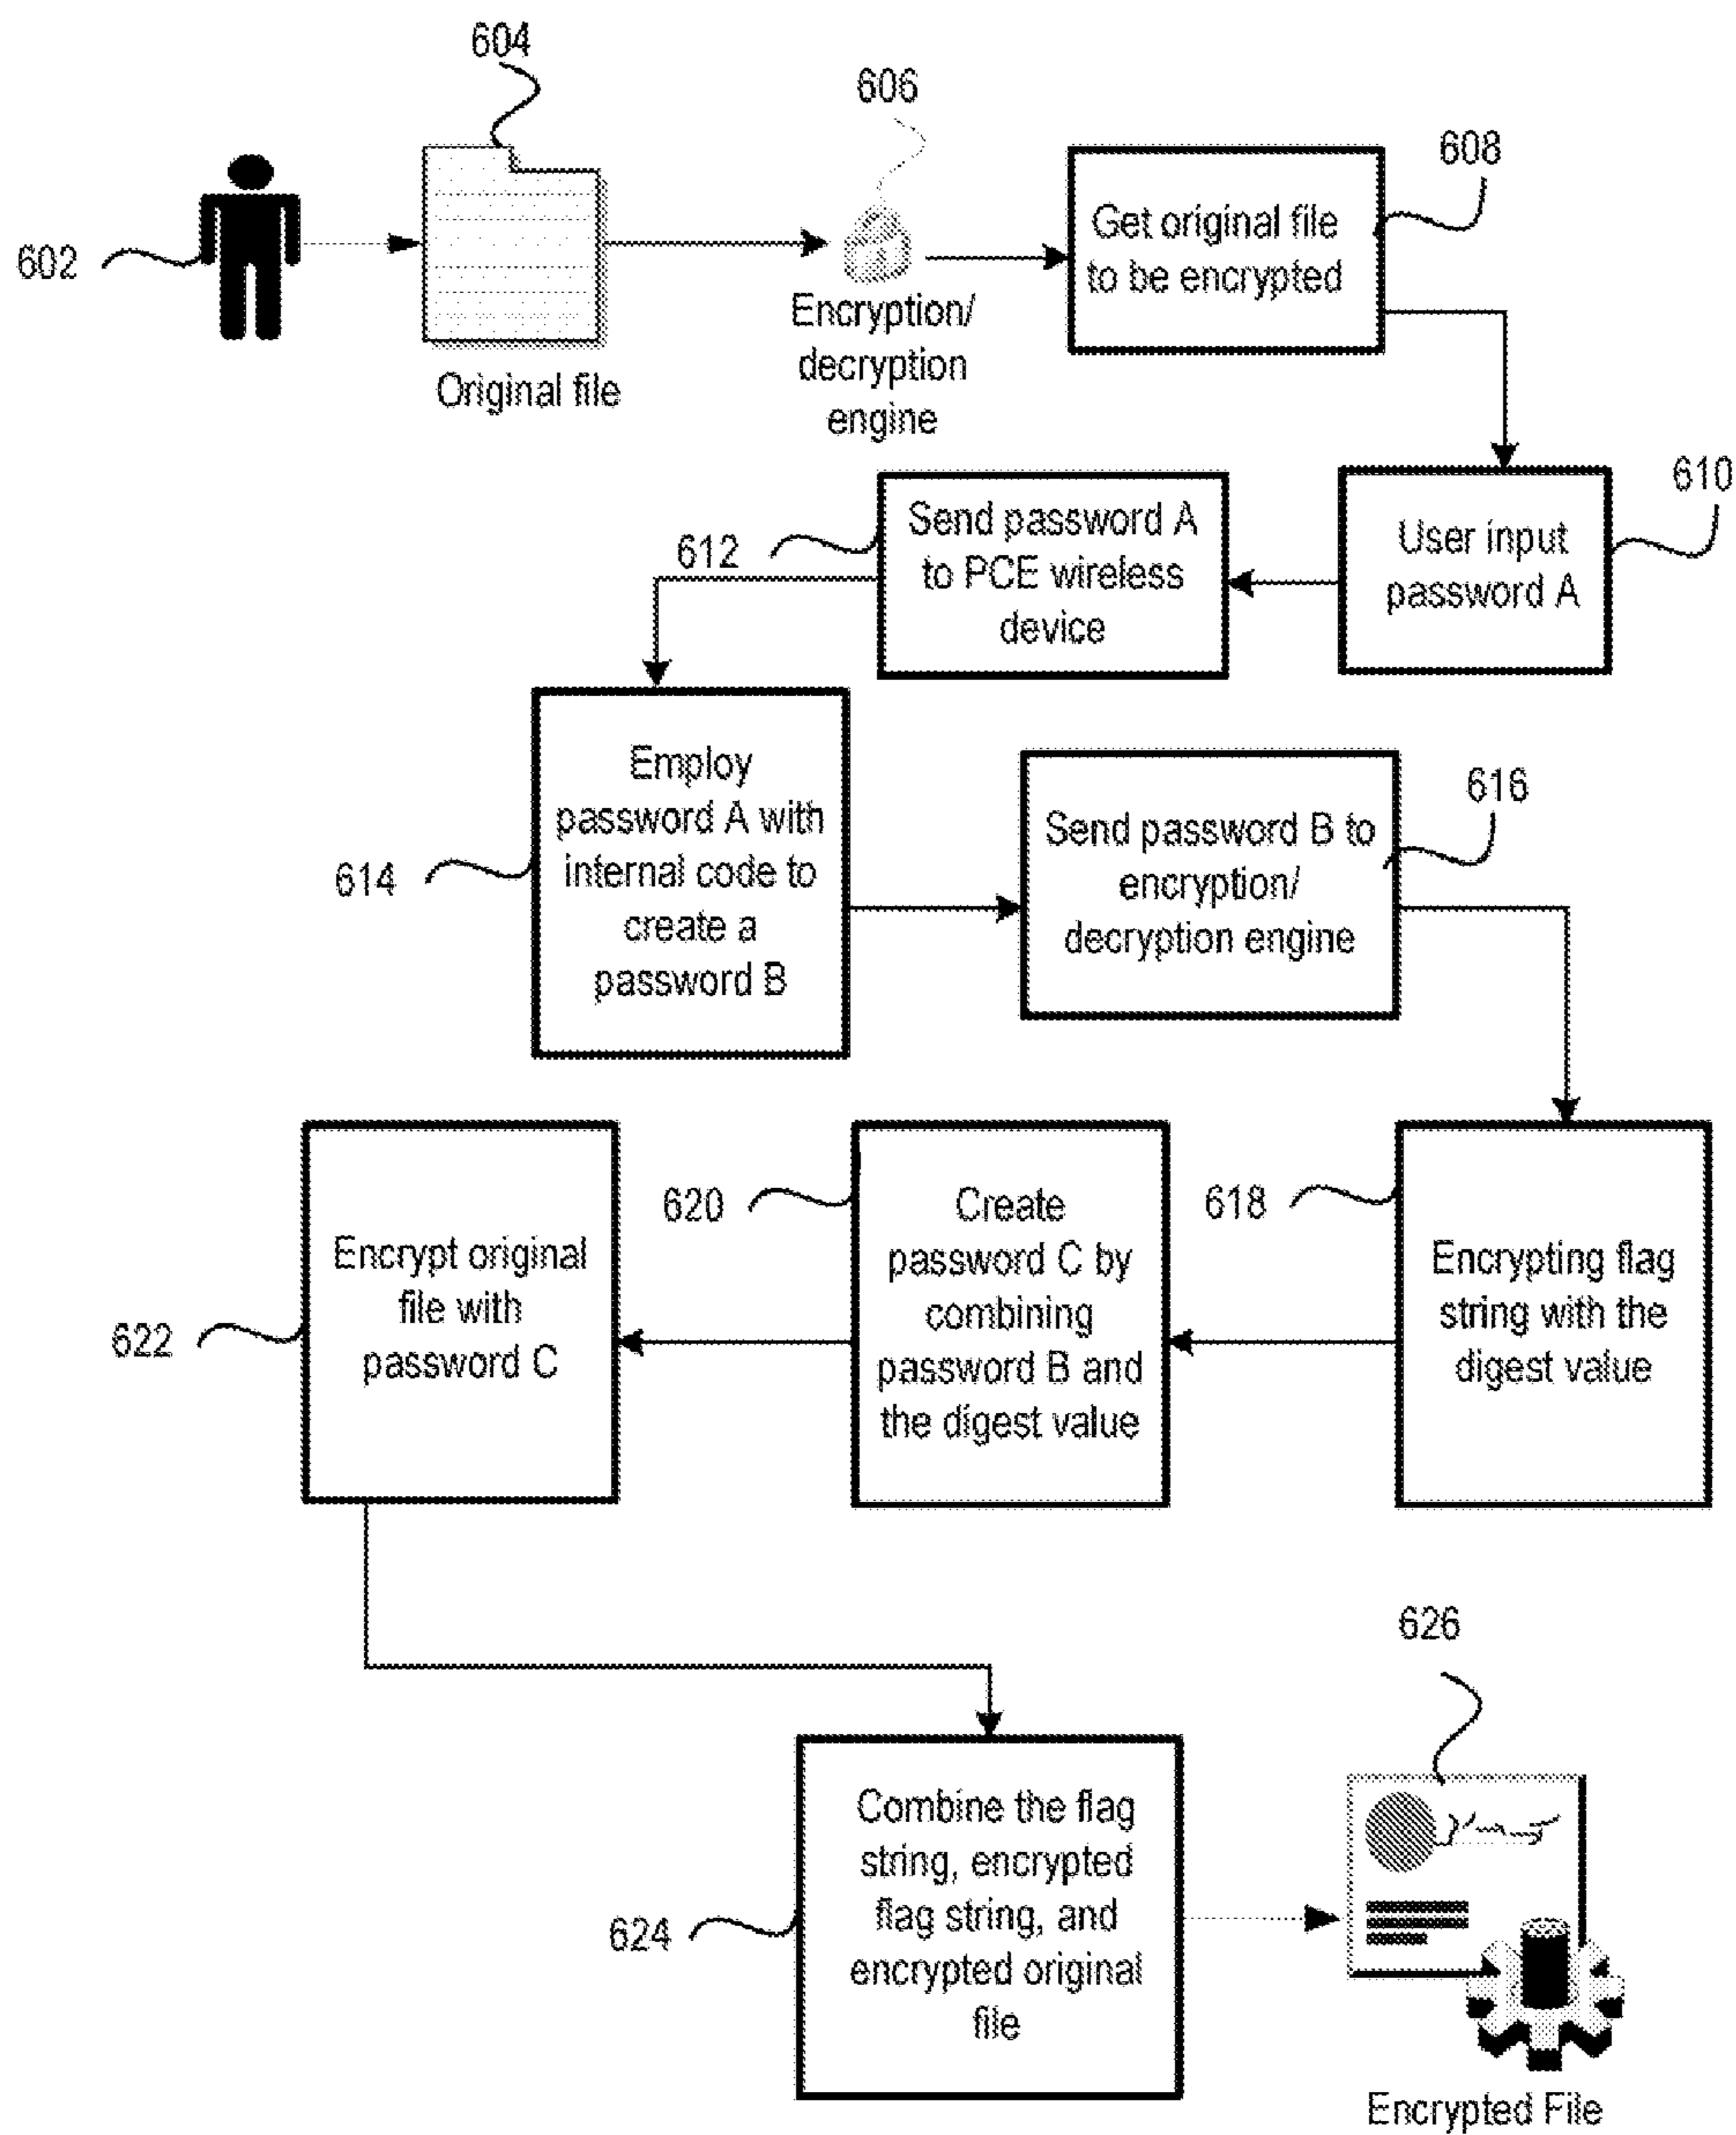 604
606
608
602
Get original file
to be encrypted
Original file
Encryption/
decryption
engine
610
User input
password A
612
Send password A
to PCE wireless
device
614
Employ
password A with
internal code to
create a
password B
616
Send password B to
encryption/
decryption engine
618
Encrypting flag
string with the
digest value
620
Create
password C by
combining
password B and
the digest value
622
Encrypt original
file with
password C
624
Combine the flag
string, encrypted
flag string, and
encrypted original
file
626
Encrypted File